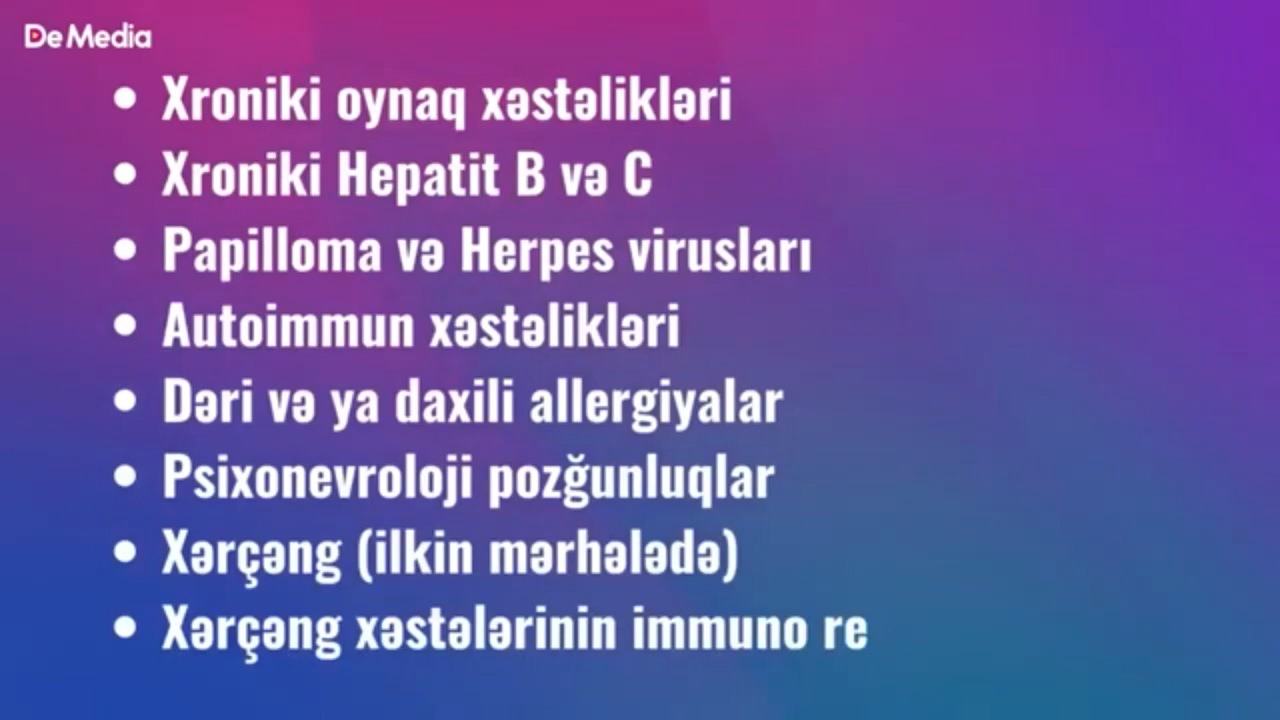 De Media
• Xroniki oynaq xəstəlikləri
• Xroniki Hepatit B və C
• Papilloma və Herpes virusları
• Autoimmun xəstəlikləri
• Dəri və ya daxili allergiyalar
• Psixonevroloji pozğunluqlar
• Xərçəng (ilkin mərhələdə)
• Xərçəng xəstələrinin immuno re